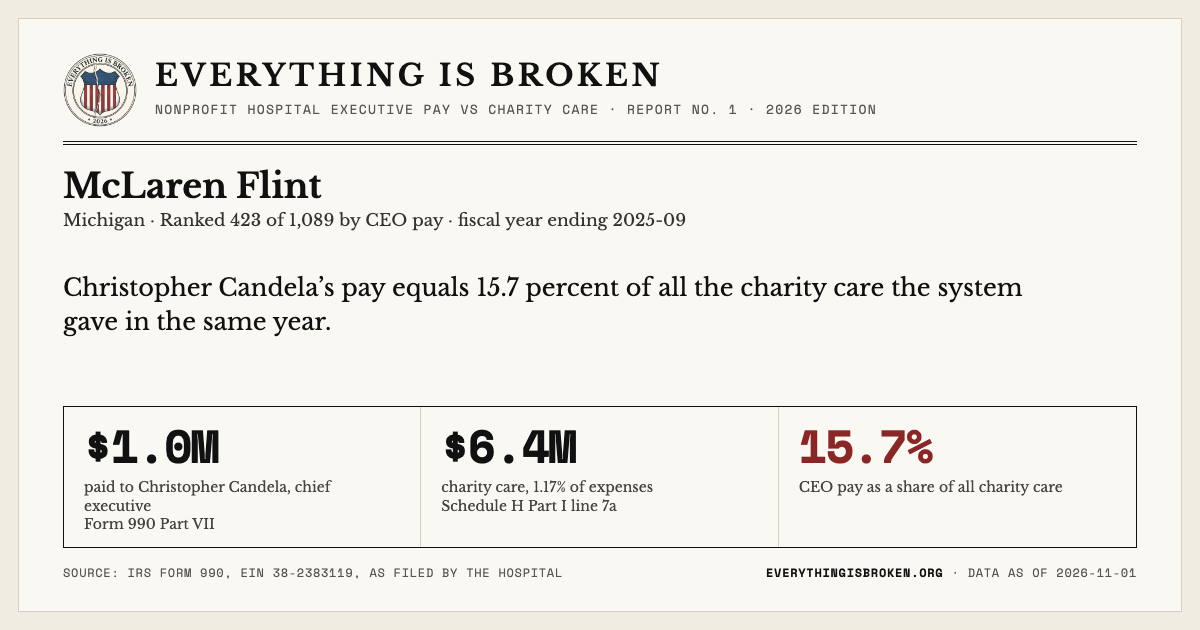 EVERYTHING IS BROKEN
· 2026 ·
EVERYTHING IS BROKEN
NONPROFIT HOSPITAL EXECUTIVE PAY VS CHARITY CARE · REPORT NO. 1 · 2026 EDITION
McLaren Flint
Michigan · Ranked 423 of 1,089 by CEO pay · fiscal year ending 2025-09
Christopher Candela’s pay equals 15.7 percent of all the charity care the system
gave in the same year.
$1.0M
paid to Christopher Candela, chief
executive
Form 990 Part VII
$6.4M
charity care, 1.17% of expenses
Schedule H Part I line 7a
15.7%
CEO pay as a share of all charity care
SOURCE: IRS FORM 990, EIN 38-2383119, AS FILED BY THE HOSPITAL
EVERYTHINGISBROKEN.ORG · DATA AS OF 2026-11-01